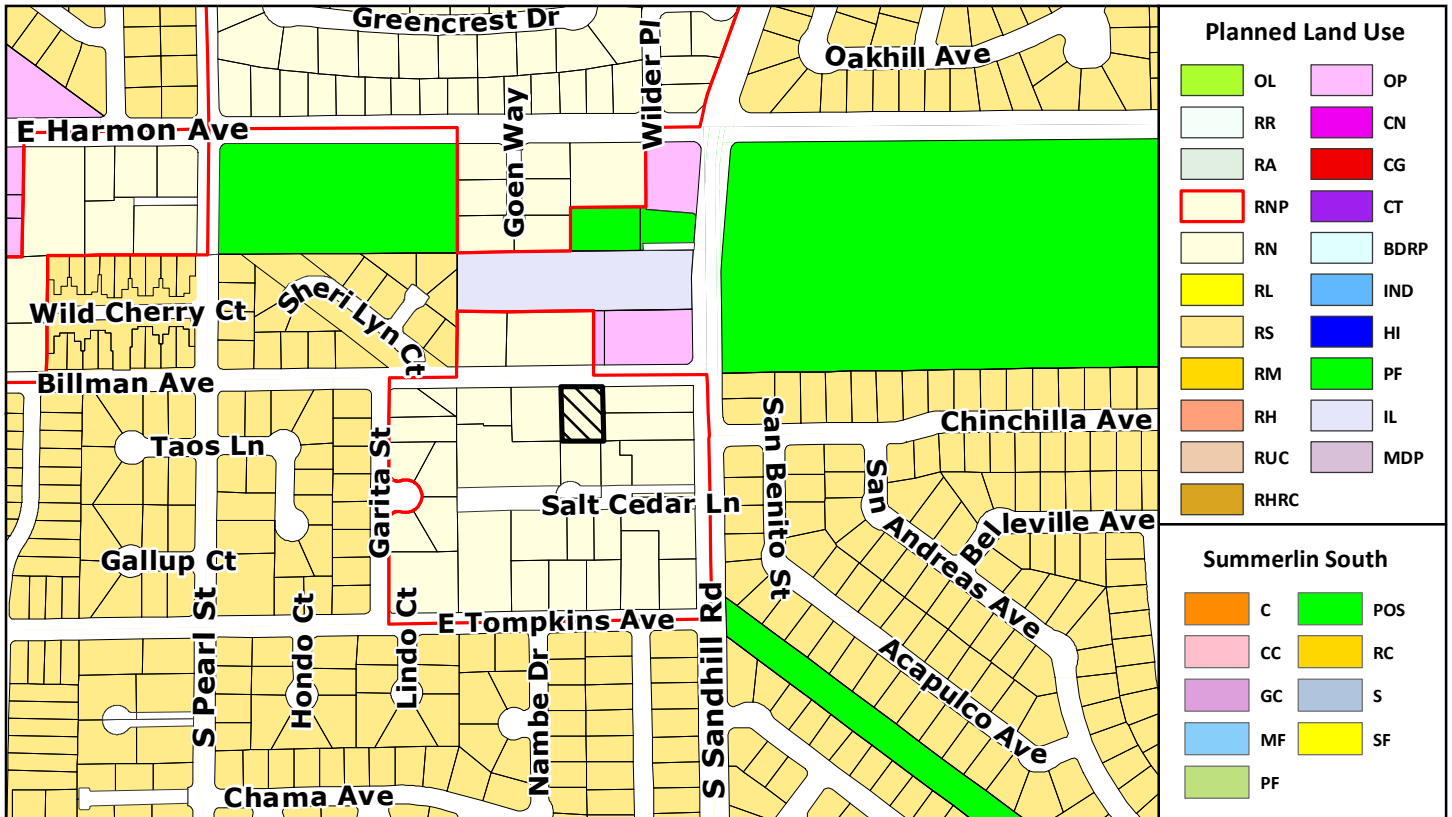 Greencrest Dr
Wilder Pl
Oakhill Ave
E Harmon Ave
Goen Way
Wild Cherry Ct
Sheri Lyn Ct
Billman Ave
Taos Ln
Garita St
Salt Cedar Ln
San Benito St
Chinchilla Ave
San Andreas Ave
Belleville Ave
Gallup Ct
S Pearl St
Hondo Ct
Lindo Ct
E Tompkins Ave
Nambe Dr
S Sandhill Rd
Acapulco Ave
Chama Ave
Planned Land Use
OL
OP
RR
CN
RA
CG
RNP
CT
RN
BDRP
RL
IND
RS
HI
RM
PF
RH
IL
RUC
MDP
RHRC
Summerlin South
C
POS
CC
RC
GC
S
MF
SF
PF